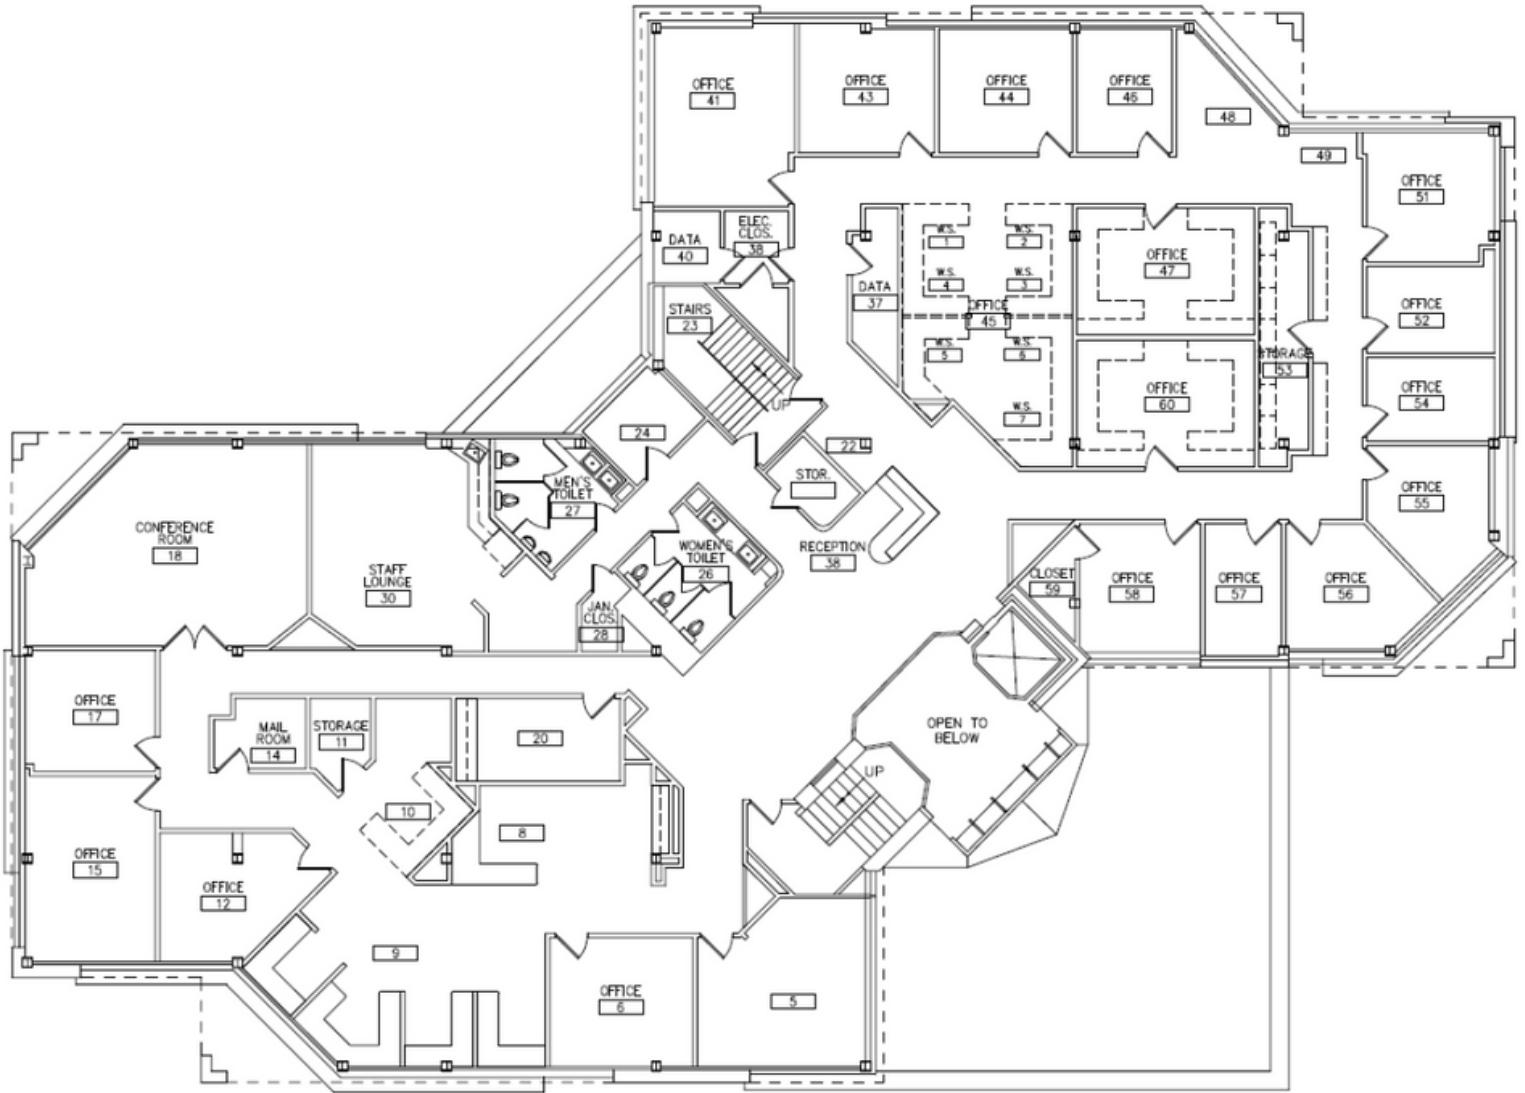 OFFICE
41
OFFICE
43
OFFICE
44
OFFICE
46
48
49
OFFICE
51
DATA
40
ELEC.
CLOS.
38
W.S.
1
W.S.
2
W.S.
4
W.S.
3
OFFICE
45
W.S.
5
W.S.
6
W.S.
7
DATA
37
OFFICE
47
OFFICE
60
STORAGE
53
OFFICE
52
OFFICE
54
OFFICE
55
STAIRS
23
UP
24
22
STOR.
MEN'S
TOILET
27
WOMEN'S
TOILET
26
RECEPTION
38
CLOSET
59
OFFICE
58
OFFICE
57
OFFICE
56
CONFERENCE
ROOM
18
STAFF
LOUNGE
30
JAN.
CLOS.
28
OFFICE
17
MAIL
ROOM
14
STORAGE
11
20
OPEN TO
BELOW
UP
10
8
OFFICE
15
OFFICE
12
9
OFFICE
6
5